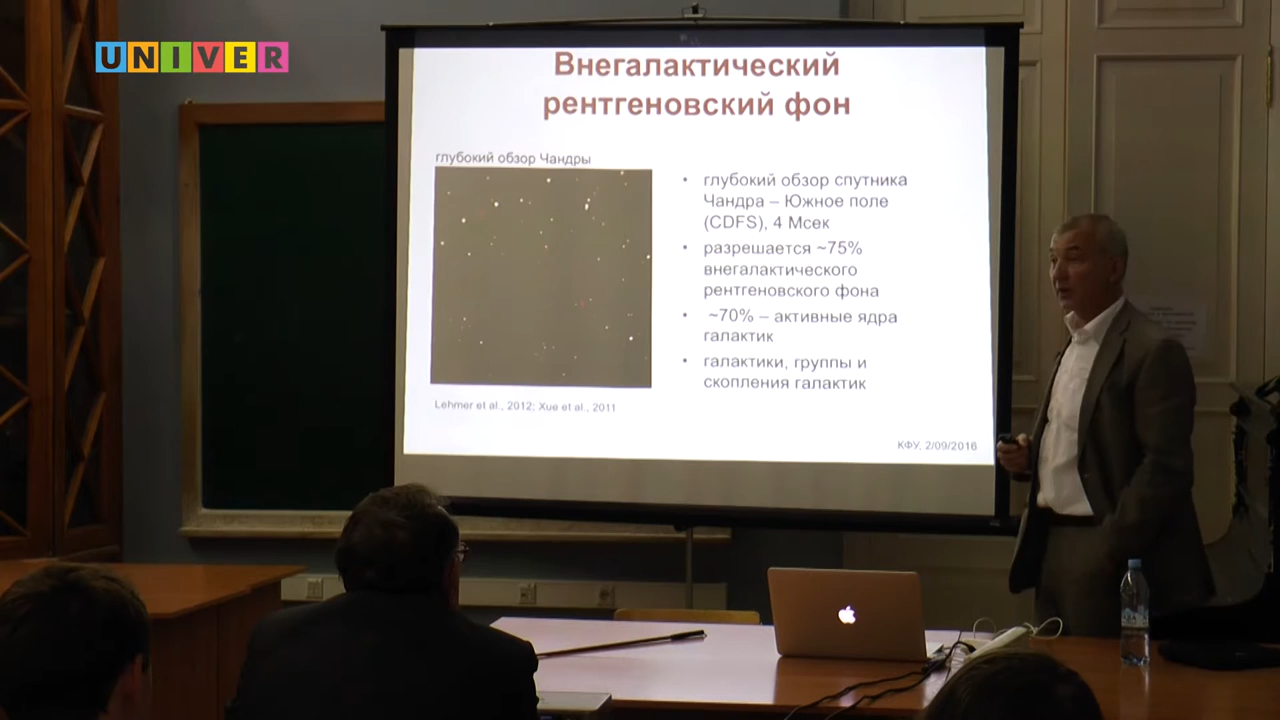 UNIVER
Внегалактический
рентгеновский фон
глубокий обзор Чандры
• глубокий обзор спутника
Чандра – Южное поле
(CDFS), 4 Мсек
• разрешается ~75%
внегалактического
рентгеновского фона
• ~70% – активные ядра
галактик
• галактики, группы и
скопления галактик
Lehmer et al., 2012; Xue et al., 2011
КФУ, 2/09/2016